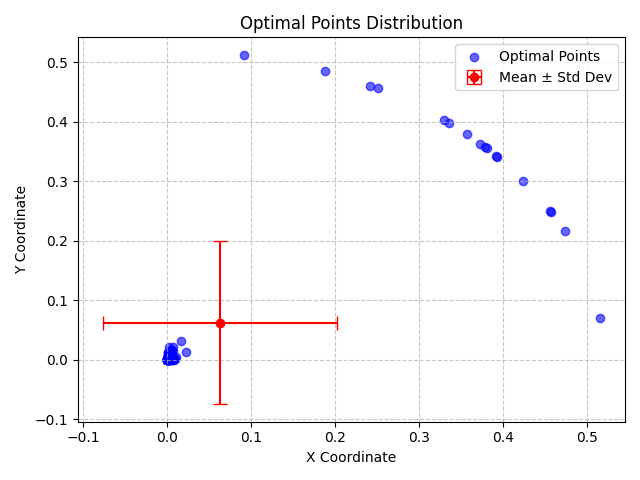 Optimal Points Distribution
Optimal Points
Mean ± Std Dev
Y Coordinate
0.5
0.4
0.3
0.2
0.1
0.0
−0.1
−0.1
0.0
0.1
0.2
0.3
0.4
0.5
X Coordinate